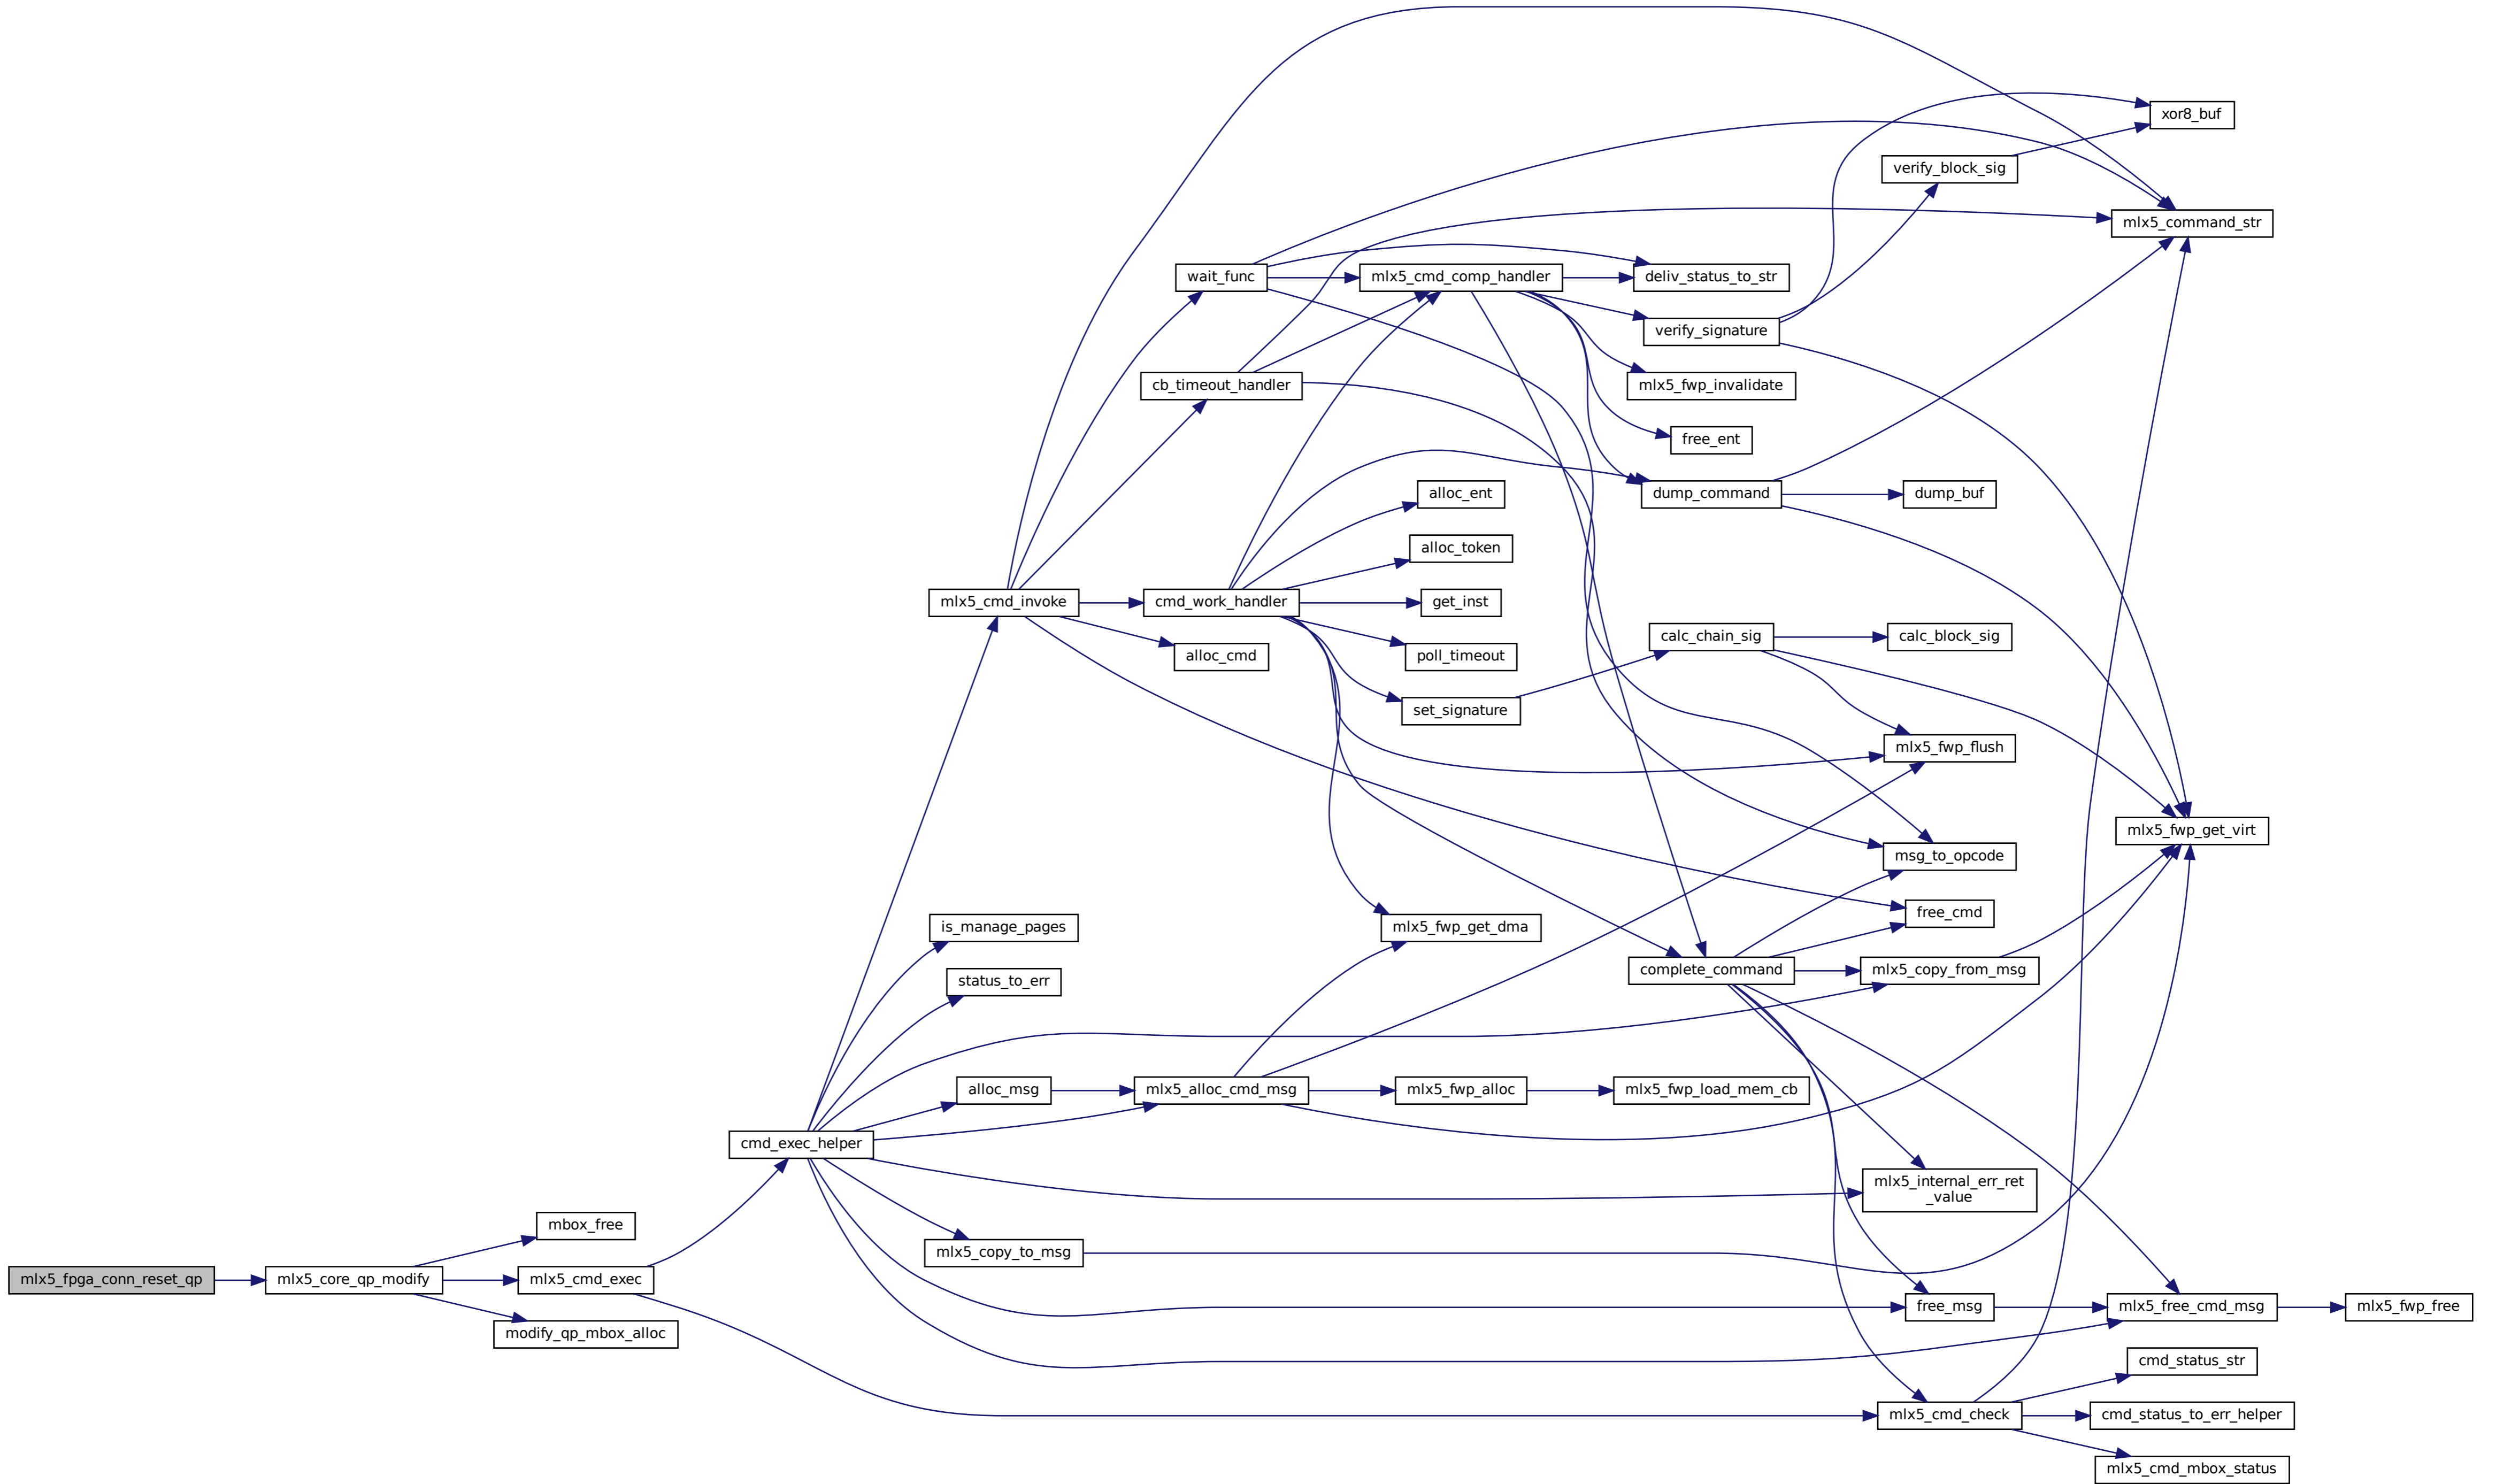 xor8_buf
verify_block_sig
mlx5_command_str
wait_func
mlx5_cmd_comp_handler
deliv_status_to_str
verify_signature
cb_timeout_handler
mlx5_fwp_invalidate
free_ent
alloc_ent
dump_command
dump_buf
alloc_token
mlx5_cmd_invoke
cmd_work_handler
get_inst
calc_chain_sig
calc_block_sig
alloc_cmd
poll_timeout
set_signature
mlx5_fwp_flush
mlx5_fwp_get_virt
msg_to_opcode
is_manage_pages
mlx5_fwp_get_dma
free_cmd
status_to_err
complete_command
mlx5_copy_from_msg
alloc_msg
mlx5_alloc_cmd_msg
mlx5_fwp_alloc
mlx5_fwp_load_mem_cb
cmd_exec_helper
mlx5_internal_err_ret
_value
mbox_free
mlx5_copy_to_msg
mlx5_fpga_conn_reset_qp
mlx5_core_qp_modify
mlx5_cmd_exec
free_msg
mlx5_free_cmd_msg
mlx5_fwp_free
modify_qp_mbox_alloc
cmd_status_str
mlx5_cmd_check
cmd_status_to_err_helper
mlx5_cmd_mbox_status